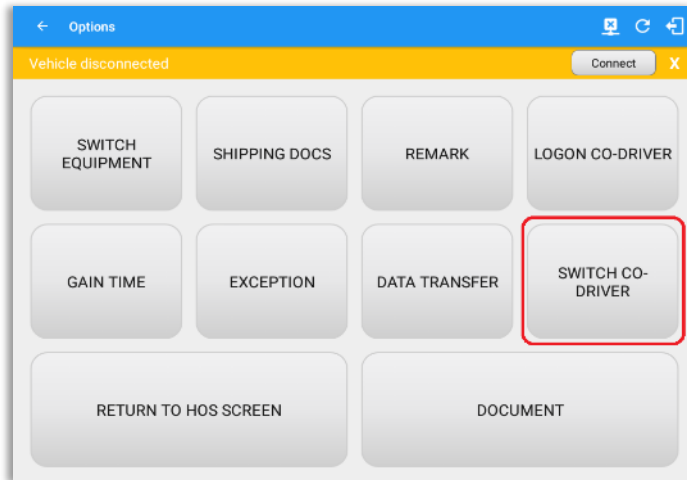 ← Options
Vehicle disconnected Connect X
SWITCH
EQUIPMENT
SHIPPING DOCS
REMARK
LOGON CO-DRIVER
GAIN TIME
EXCEPTION
DATA TRANSFER
SWITCH CO-
DRIVER
RETURN TO HOS SCREEN
DOCUMENT